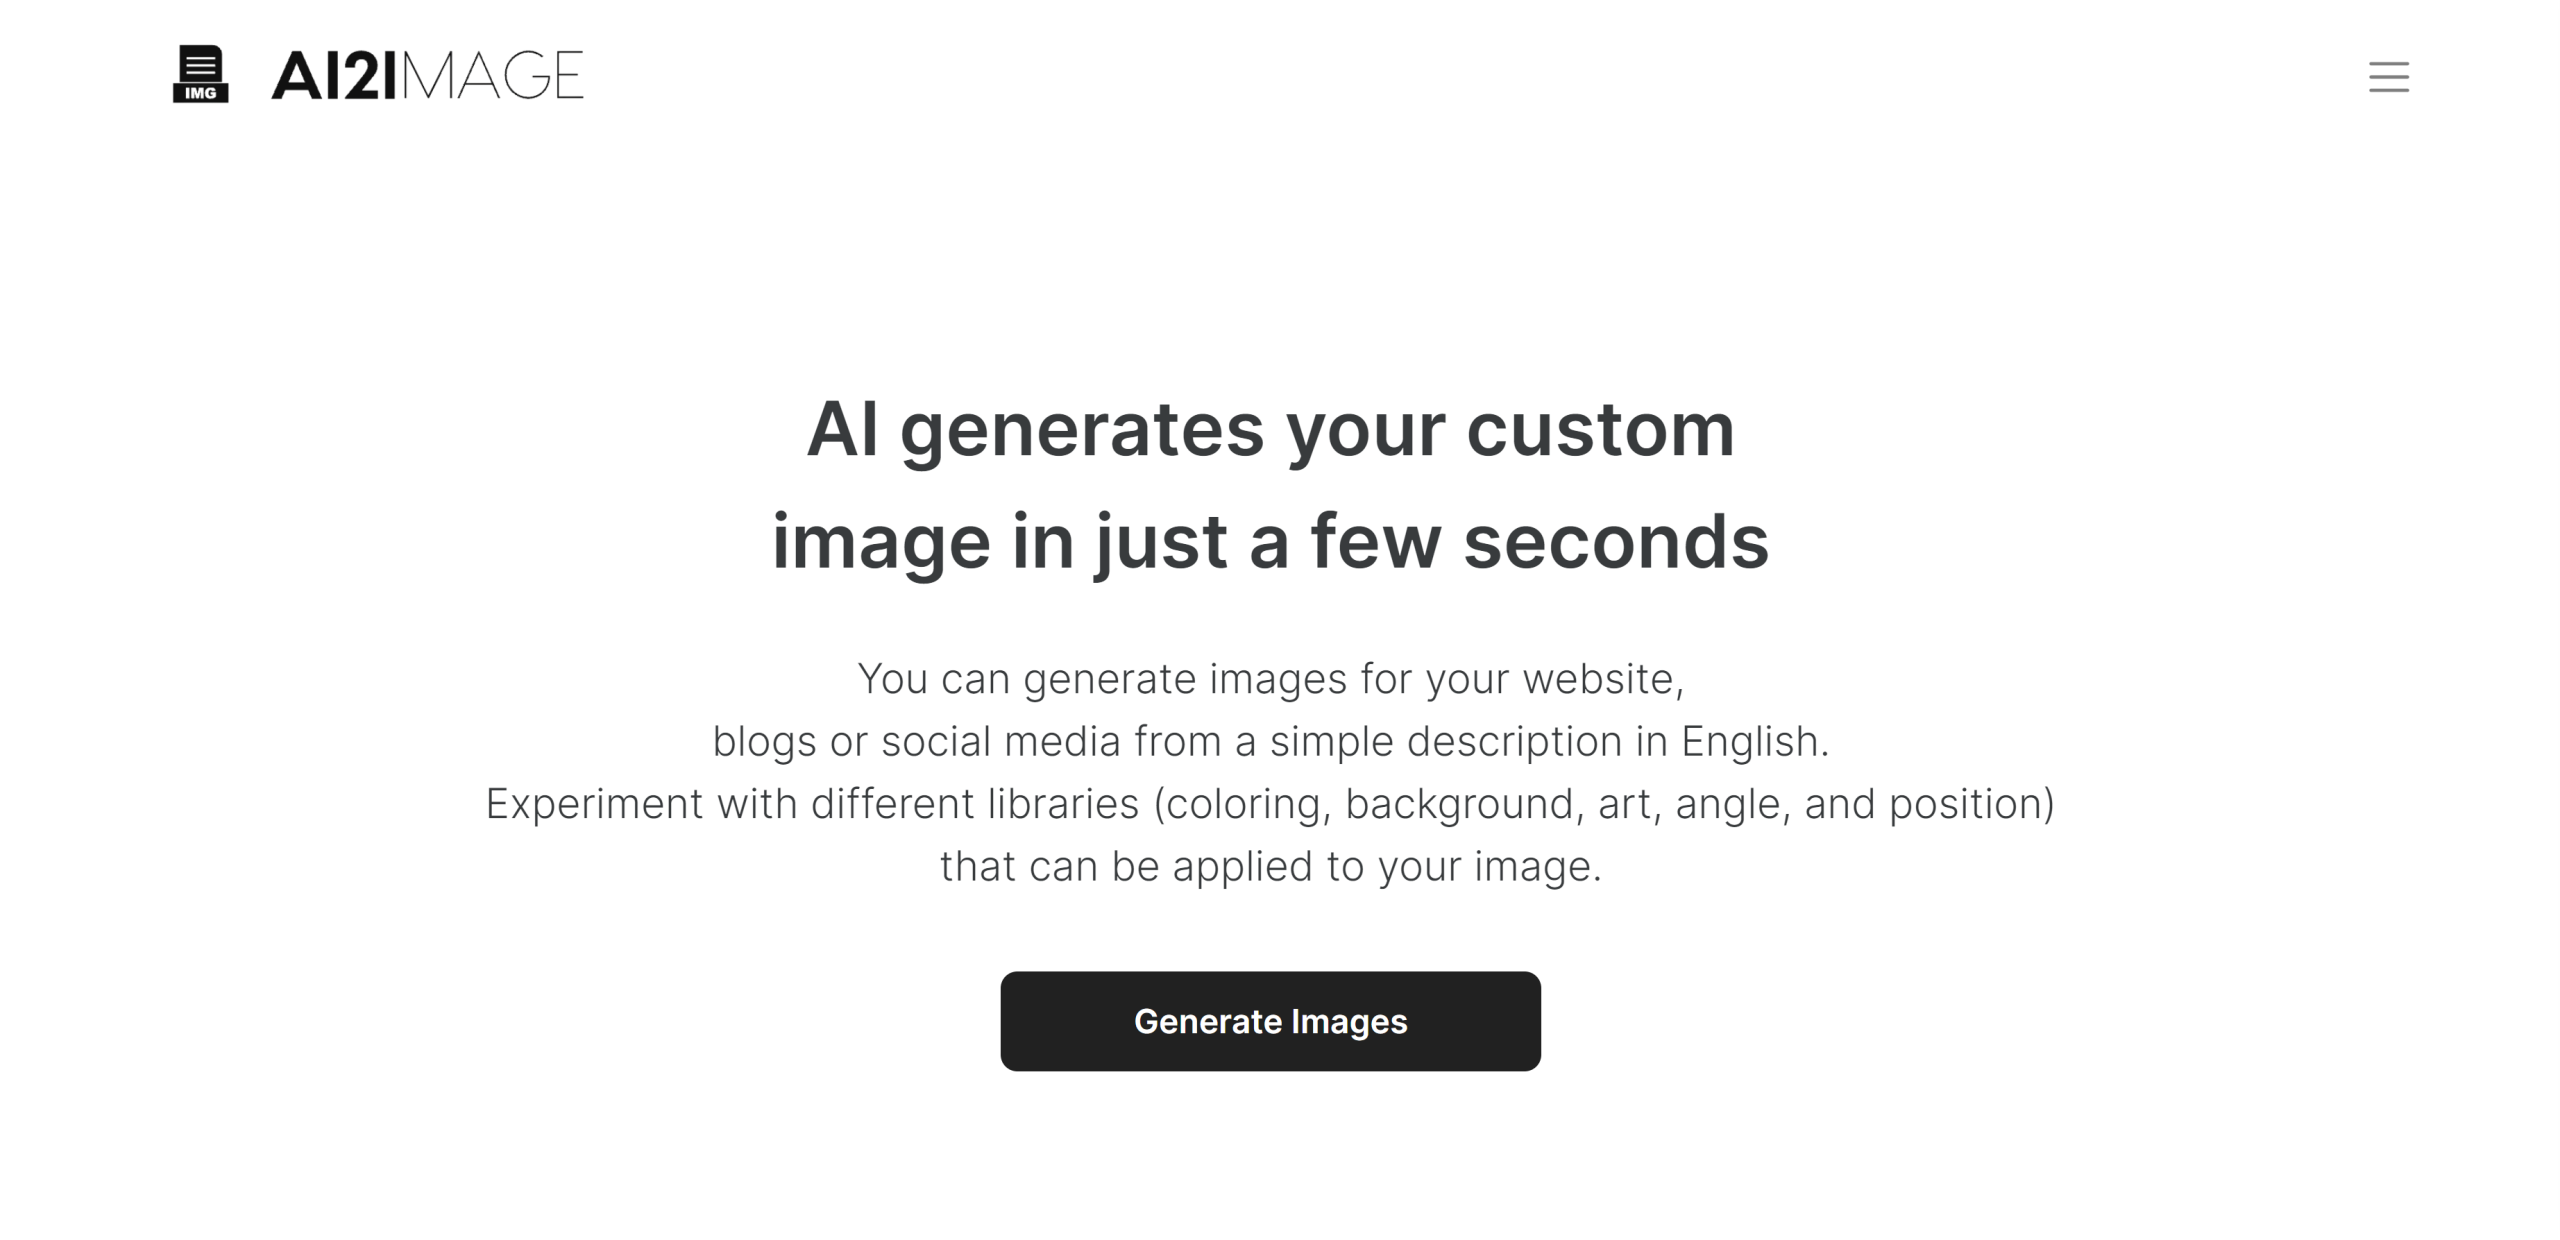 IMG
AI2IMAGE
AI generates your custom
image in just a few seconds
You can generate images for your website,
blogs or social media from a simple description in English.
Experiment with different libraries (coloring, background, art, angle, and position)
that can be applied to your image.
Generate Images